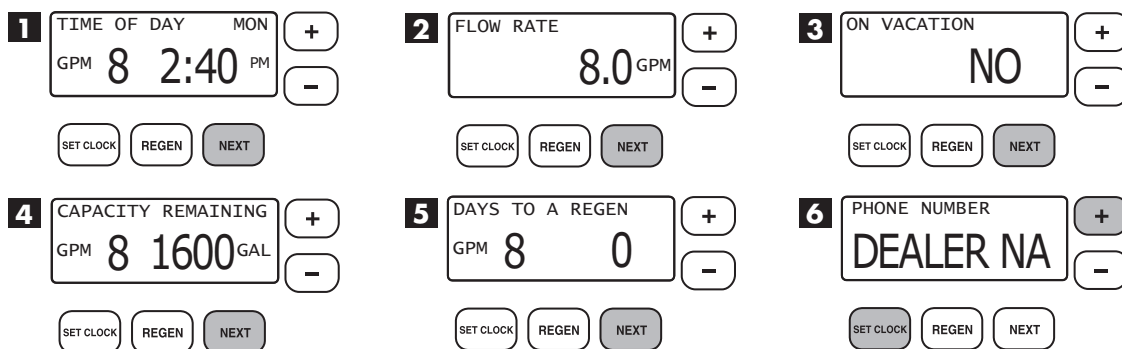 1
TIME OF DAY MON
GPM 8 2:40 PM
+
−
SET CLOCK REGEN NEXT
2
FLOW RATE
8.0 GPM
+
−
SET CLOCK REGEN NEXT
3
ON VACATION
NO
+
−
SET CLOCK REGEN NEXT
4
CAPACITY REMAINING
GPM 8 1600 GAL
+
−
SET CLOCK REGEN NEXT
5
DAYS TO A REGEN
GPM 8 0
+
−
SET CLOCK REGEN NEXT
6
PHONE NUMBER
DEALER NA
+
−
SET CLOCK REGEN NEXT